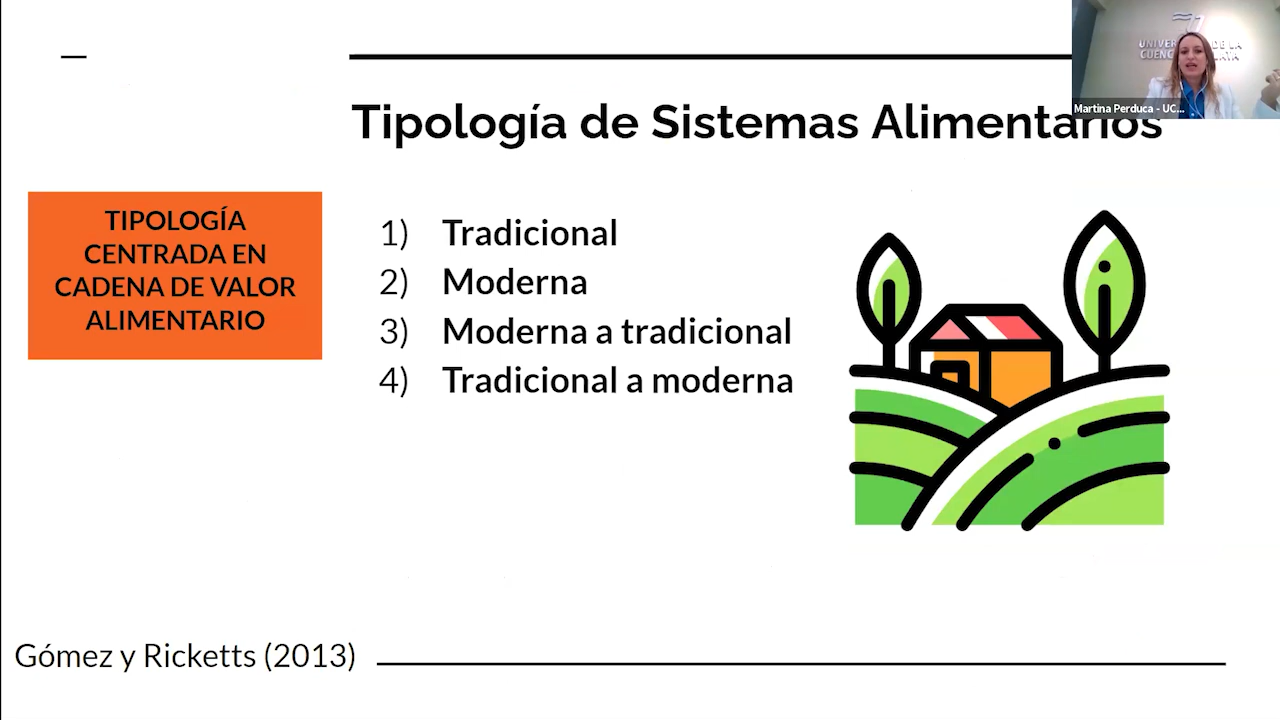 Tipología de Sistemas Alimentarios
Martina Perduca - UC...
TIPOLOGÍA
CENTRADA EN
CADENA DE VALOR
ALIMENTARIO
1) Tradicional
2) Moderna
3) Moderna a tradicional
4) Tradicional a moderna
Gómez y Ricketts (2013)